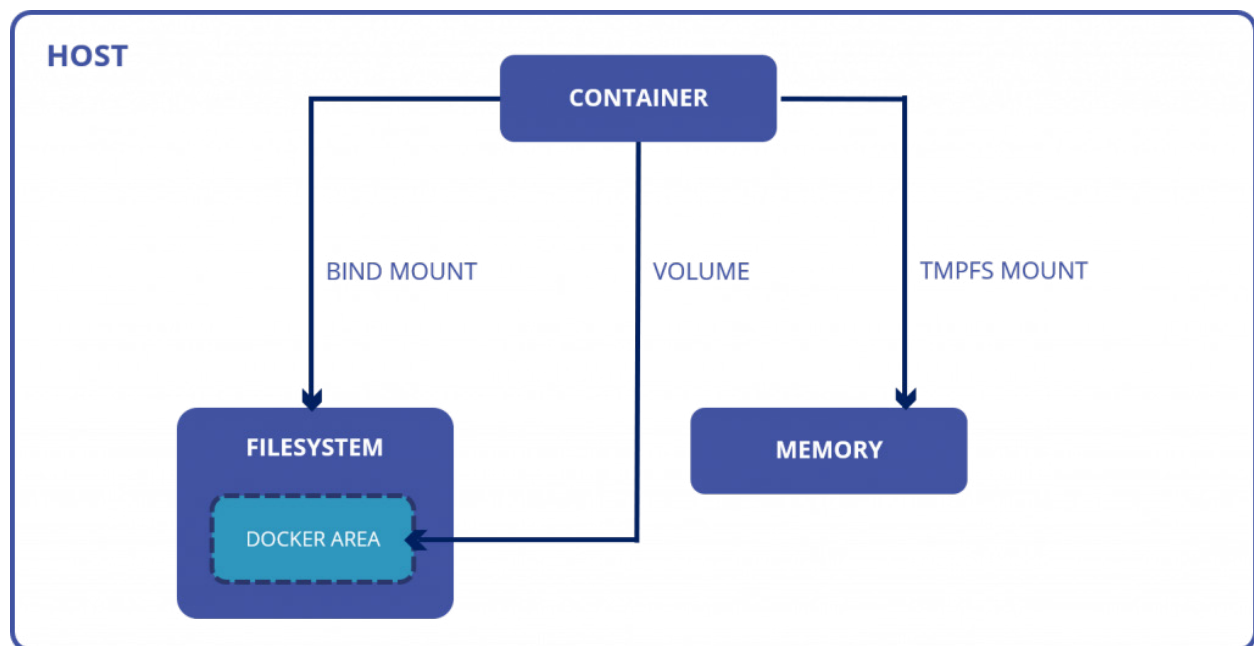 HOST
CONTAINER
BIND MOUNT
VOLUME
TMPFS MOUNT
FILESYSTEM
MEMORY
DOCKER AREA